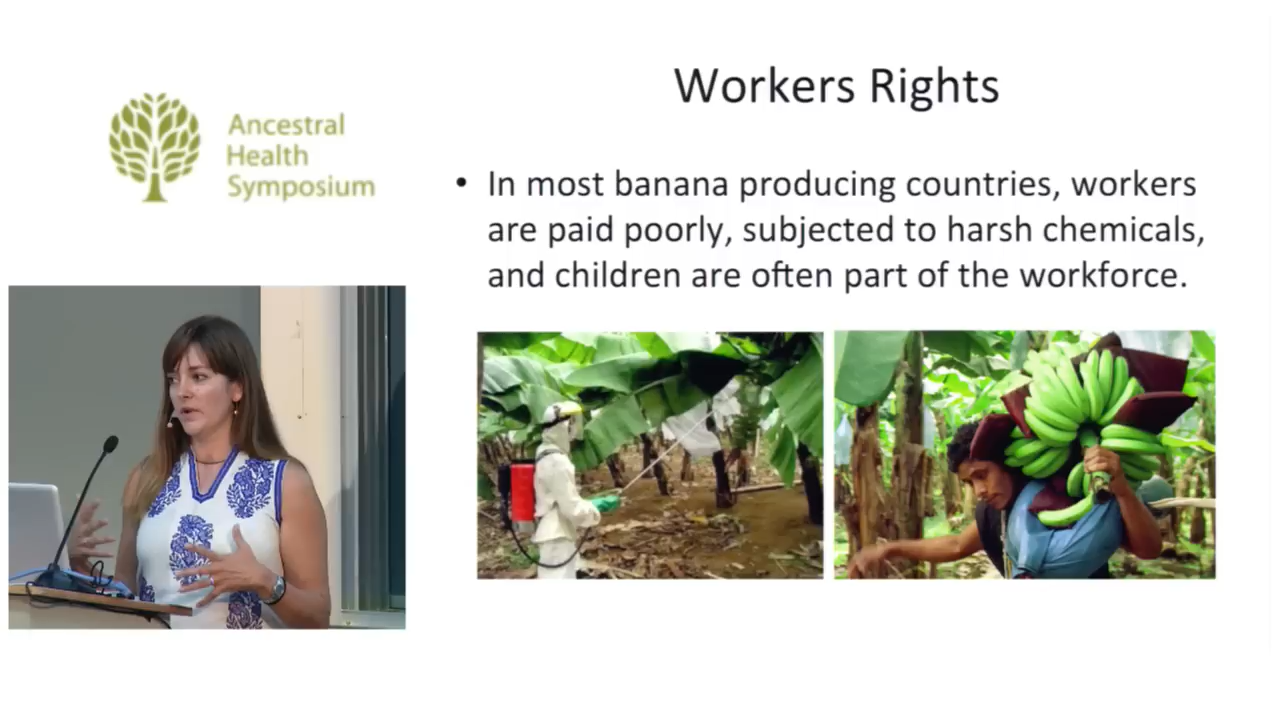 Ancestral
Health
Symposium
Workers Rights
• In most banana producing countries, workers
are paid poorly, subjected to harsh chemicals,
and children are often part of the workforce.